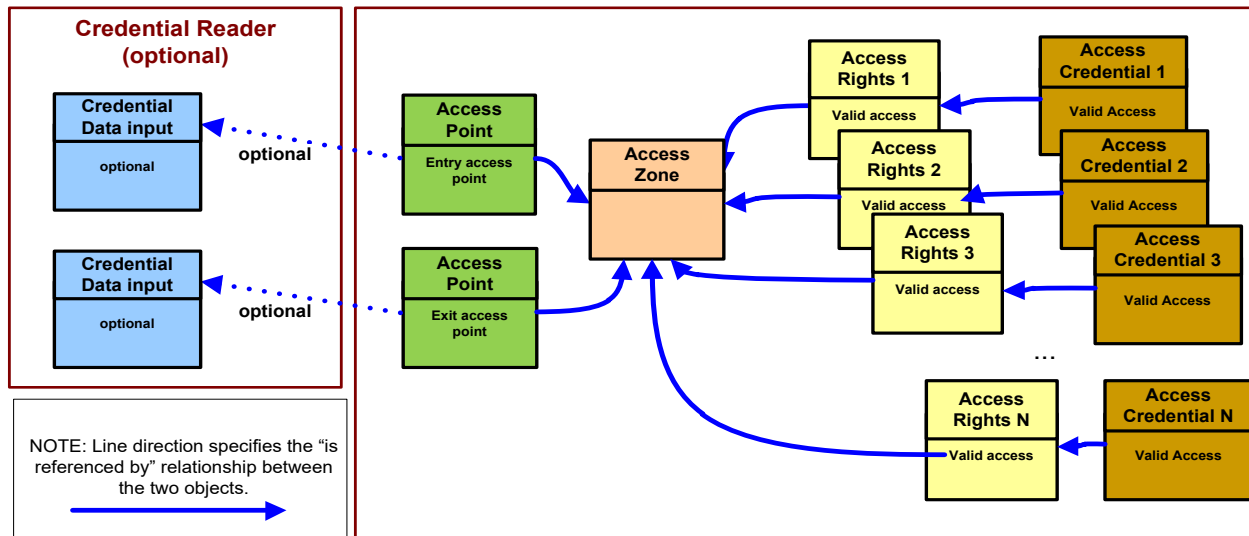 Credential Reader
(optional)
Credential
Data input
optional
optional
Credential
Data input
optional
optional
NOTE: Line direction specifies the “is
referenced by” relationship between
the two objects.
Access
Point
Entry access
point
Access
Point
Exit access
point
Access
Zone
Access
Rights 1
Valid access
Access
Rights 2
Valid access
Access
Rights 3
Valid access
Access
Credential 1
Valid Access
Access
Credential 2
Valid Access
Access
Credential 3
Valid Access
...
Access
Rights N
Valid access
Access
Credential N
Valid Access